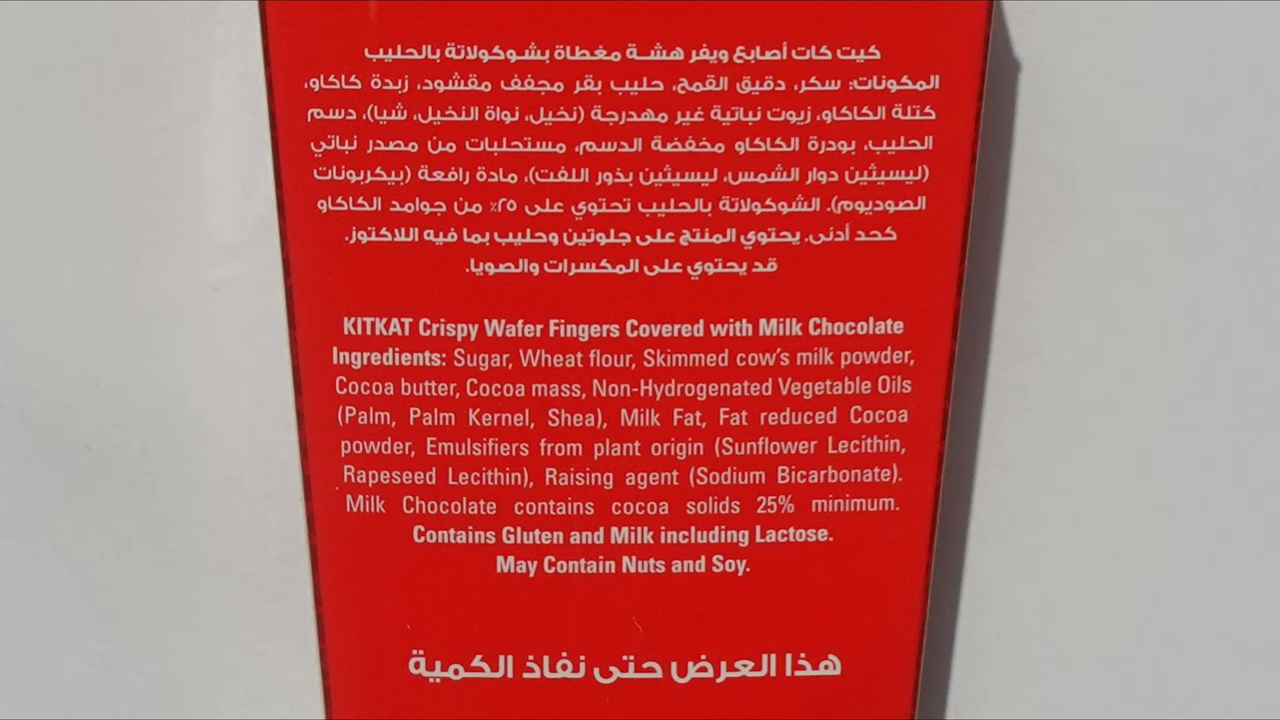 كيت كات أصابع ويفر هشة مغطاة بشوكولاتة بالحليب
المكونات: سكر، دقيق القمح، حليب بقر مجفف مقشود، زبدة كاكاو،
كتلة الكاكاو، زيوت نباتية غير مهدرجة (نخيل، نواة النخيل، شيا)، دسم
الحليب، بودرة الكاكاو مخفضة الدسم، مستحلبات من مصدر نباتي
(ليسيثين دوار الشمس، ليسيثين بذور اللفت)، مادة رافعة (بيكربونات
الصوديوم). الشوكولاتة بالحليب تحتوي على ٢٥٪ من جوامد الكاكاو
كحد أدنى. يحتوي المنتج على جلوتين وحليب بما فيه اللاكتوز.
قد يحتوي على المكسرات والصويا.
KITKAT Crispy Wafer Fingers Covered with Milk Chocolate
Ingredients: Sugar, Wheat flour, Skimmed cow's milk powder,
Cocoa butter, Cocoa mass, Non-Hydrogenated Vegetable Oils
(Palm, Palm Kernel, Shea), Milk Fat, Fat reduced Cocoa
powder, Emulsifiers from plant origin (Sunflower Lecithin,
Rapeseed Lecithin), Raising agent (Sodium Bicarbonate).
Milk Chocolate contains cocoa solids 25% minimum.
Contains Gluten and Milk including Lactose.
May Contain Nuts and Soy.
هذا العرض حتى نفاذ الكمية